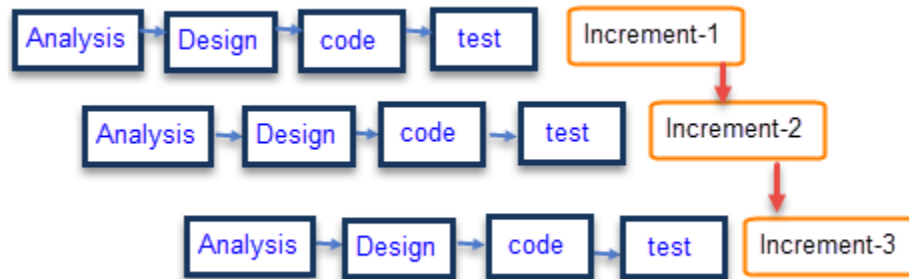 Analysis Design code test Increment-1
Analysis Design code test Increment-2
Analysis Design code test Increment-3